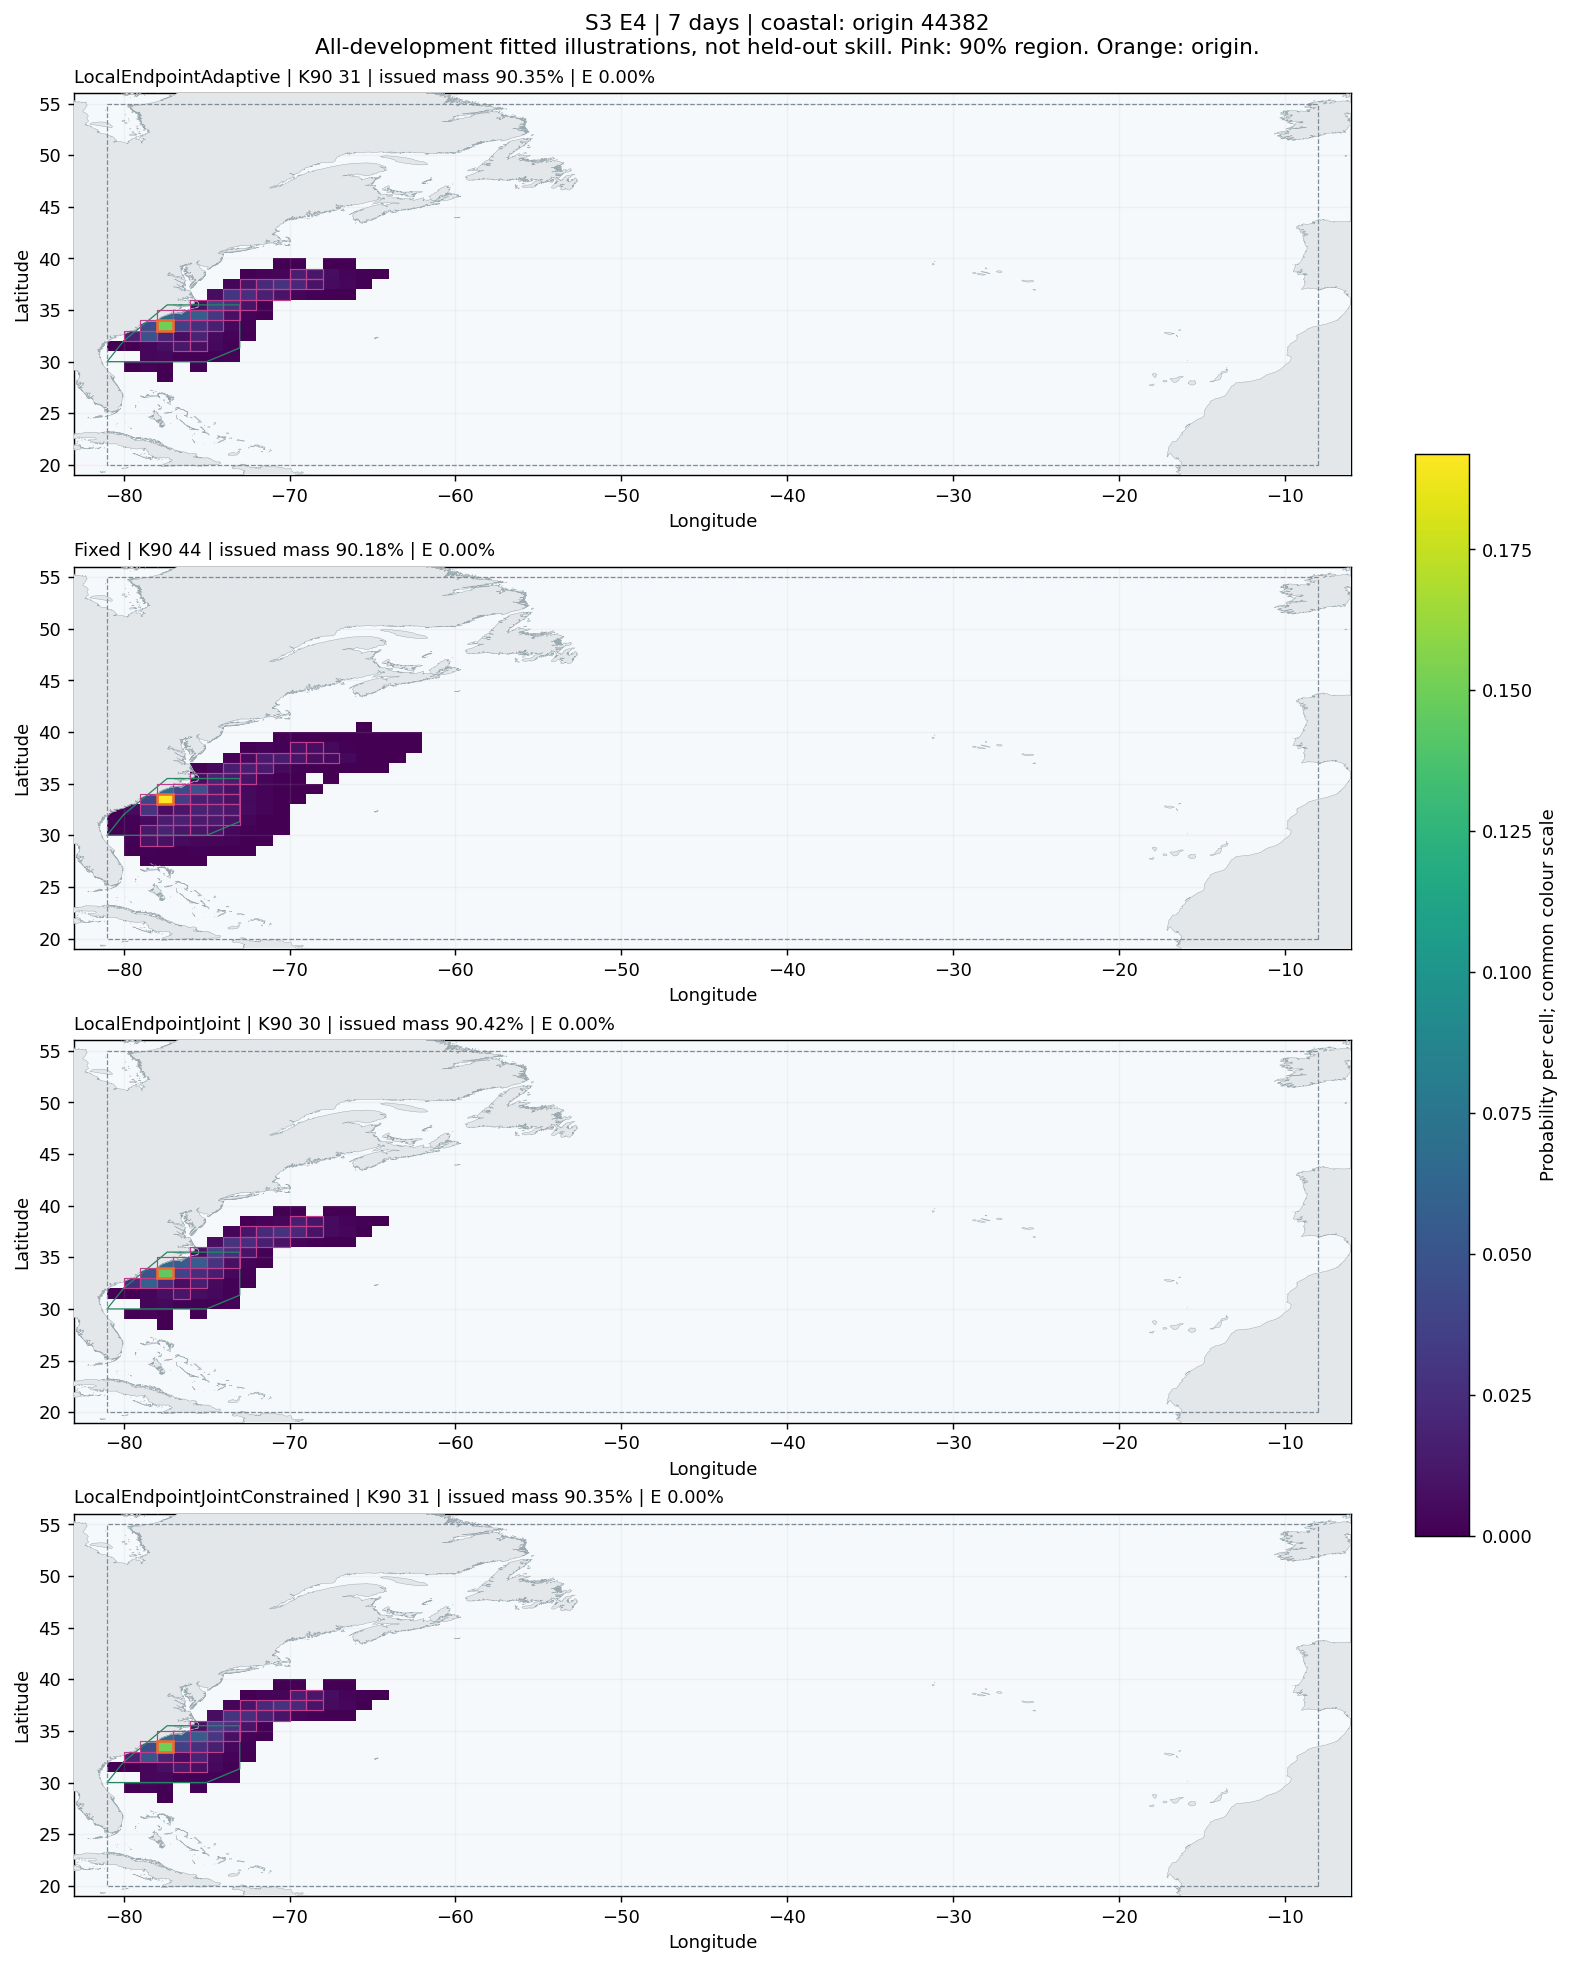 S3 E4 | 7 days | coastal: origin 44382
All-development fitted illustrations, not held-out skill. Pink: 90% region. Orange: origin.
LocalEndpointAdaptive | K90 31 | issued mass 90.35% | E 0.00%
55
50
45
40
35
30
25
20
Latitude
−80 −70 −60 −50 −40 −30 −20 −10
Longitude
Fixed | K90 44 | issued mass 90.18% | E 0.00%
55
50
45
40
35
30
25
20
Latitude
−80 −70 −60 −50 −40 −30 −20 −10
Longitude
LocalEndpointJoint | K90 30 | issued mass 90.42% | E 0.00%
55
50
45
40
35
30
25
20
Latitude
−80 −70 −60 −50 −40 −30 −20 −10
Longitude
LocalEndpointJointConstrained | K90 31 | issued mass 90.35% | E 0.00%
55
50
45
40
35
30
25
20
Latitude
−80 −70 −60 −50 −40 −30 −20 −10
Longitude
0.175
0.150
0.125
0.100
0.075
0.050
0.025
0.000
Probability per cell; common colour scale